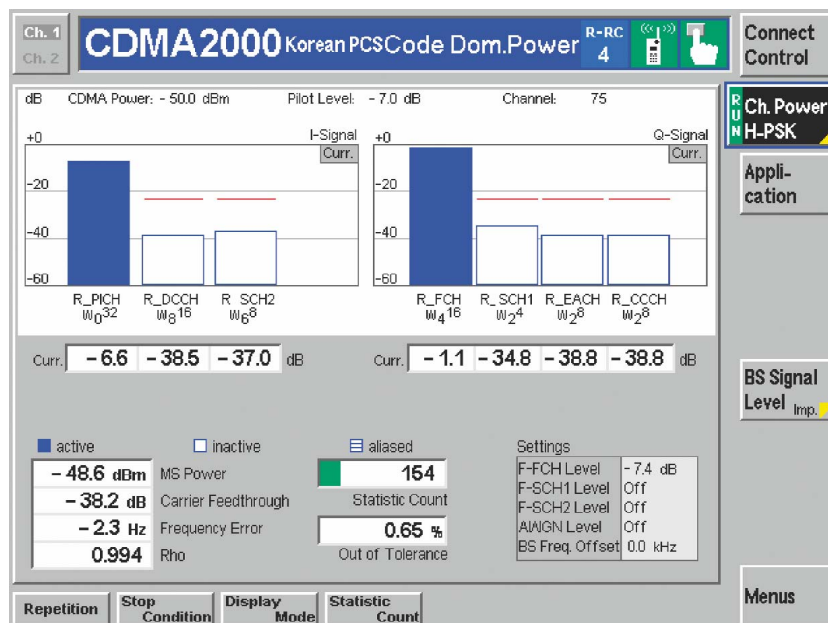 Ch. 1
Ch. 2
CDMA2000 Korean PCS Code Dom.Power
R-RC
4
Connect
Control
dB CDMA Power: - 50.0 dBm Pilot Level: - 7.0 dB Channel: 75
RUN
Ch. Power
H-PSK
I-Signal
Curr.
+0
-20
-40
-60
Q-Signal
Curr.
+0
-20
-40
-60
Appli-
cation
R_PICH R_DCCH R_SCH2
W0 32 W8 16 W6 8
R_FCH R_SCH1 R_EACH R_CCCH
W4 16 W2 4 W2 8 W2 8
Curr. - 6.6 - 38.5 - 37.0 dB
Curr. - 1.1 - 34.8 - 38.8 - 38.8 dB
BS Signal
Level Imp.
active inactive aliased
- 48.6 dBm MS Power
- 38.2 dB Carrier Feedthrough
- 2.3 Hz Frequency Error
0.994 Rho
154
Statistic Count
0.65 %
Out of Tolerance
Settings
F-FCH Level - 7.4 dB
F-SCH1 Level Off
F-SCH2 Level Off
AWGN Level Off
BS Freq. Offset 0.0 kHz
Menus
Repetition
Stop
Condition
Display
Mode
Statistic
Count